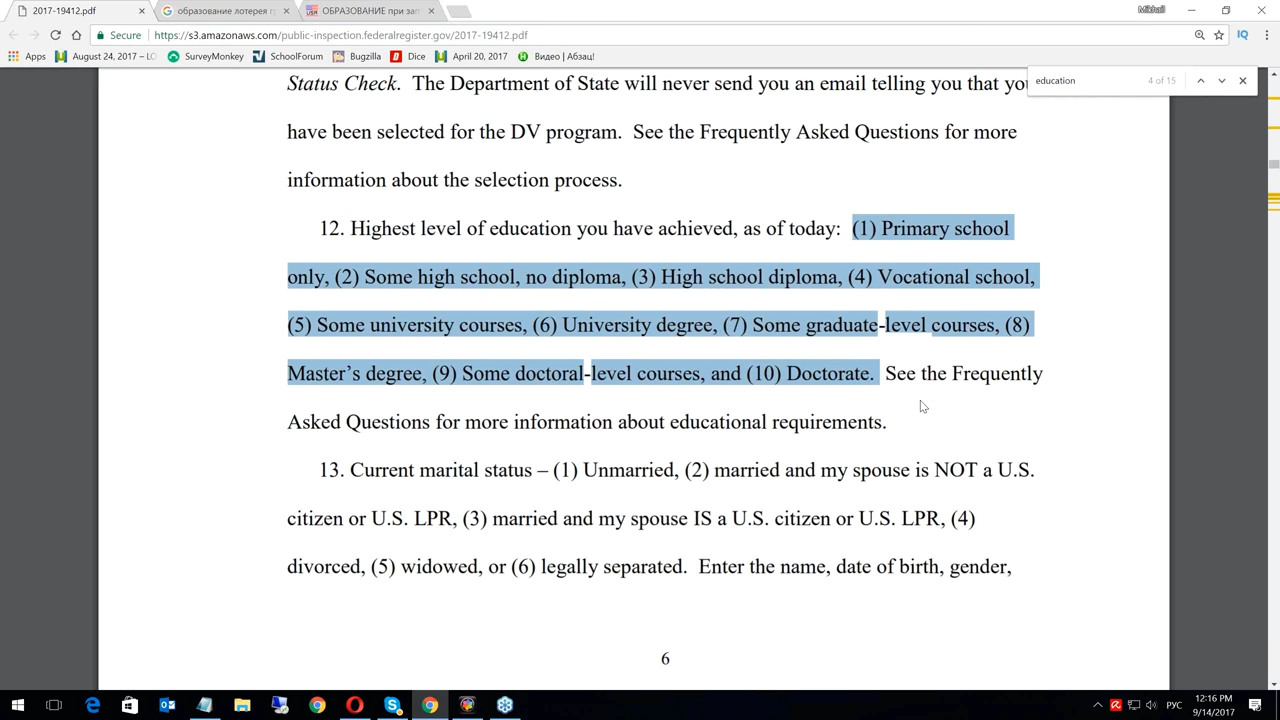 2017-19412.pdf
образование лотерея г
ОБРАЗОВАНИЕ при зап
Mikhail
Secure
https://s3.amazonaws.com/public-inspection.federalregister.gov/2017-19412.pdf
Apps
August 24, 2017 – LO
SurveyMonkey
SchoolForum
Bugzilla
Dice
April 20, 2017
Видео | Абзац!
education
4 of 15
Status Check. The Department of State will never send you an email telling you that you
have been selected for the DV program. See the Frequently Asked Questions for more
information about the selection process.
12. Highest level of education you have achieved, as of today: (1) Primary school
only, (2) Some high school, no diploma, (3) High school diploma, (4) Vocational school,
(5) Some university courses, (6) University degree, (7) Some graduate-level courses, (8)
Master's degree, (9) Some doctoral-level courses, and (10) Doctorate. See the Frequently
Asked Questions for more information about educational requirements.
13. Current marital status – (1) Unmarried, (2) married and my spouse is NOT a U.S.
citizen or U.S. LPR, (3) married and my spouse IS a U.S. citizen or U.S. LPR, (4)
divorced, (5) widowed, or (6) legally separated. Enter the name, date of birth, gender,
6
РУС
12:16 PM
9/14/2017